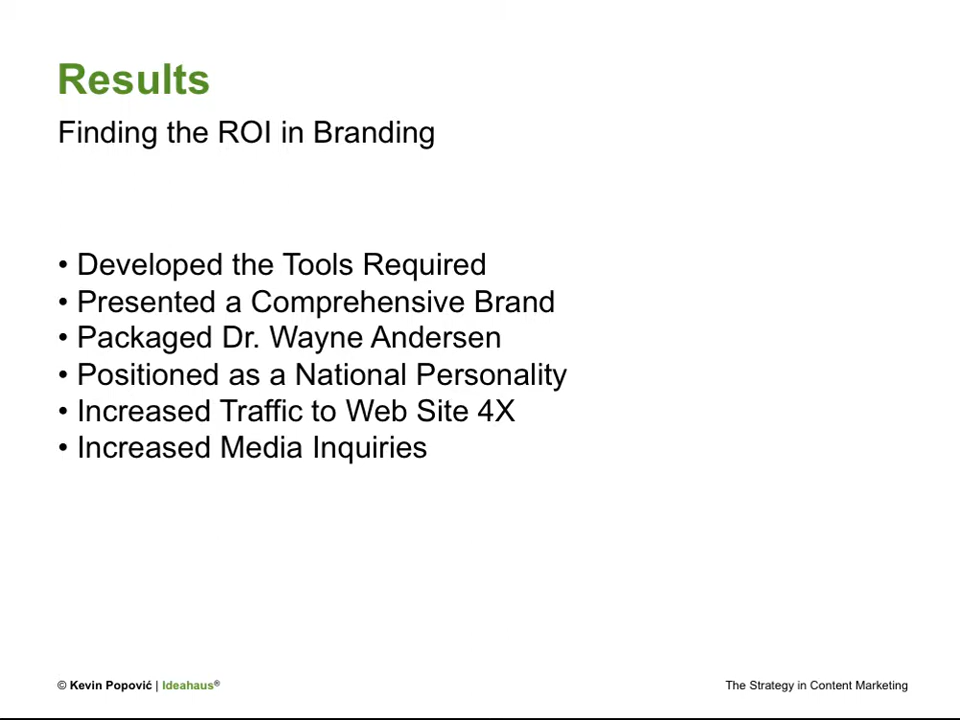 Results
Finding the ROI in Branding
• Developed the Tools Required
• Presented a Comprehensive Brand
• Packaged Dr. Wayne Andersen
• Positioned as a National Personality
• Increased Traffic to Web Site 4X
• Increased Media Inquiries
© Kevin Popović | Ideahaus®
The Strategy in Content Marketing